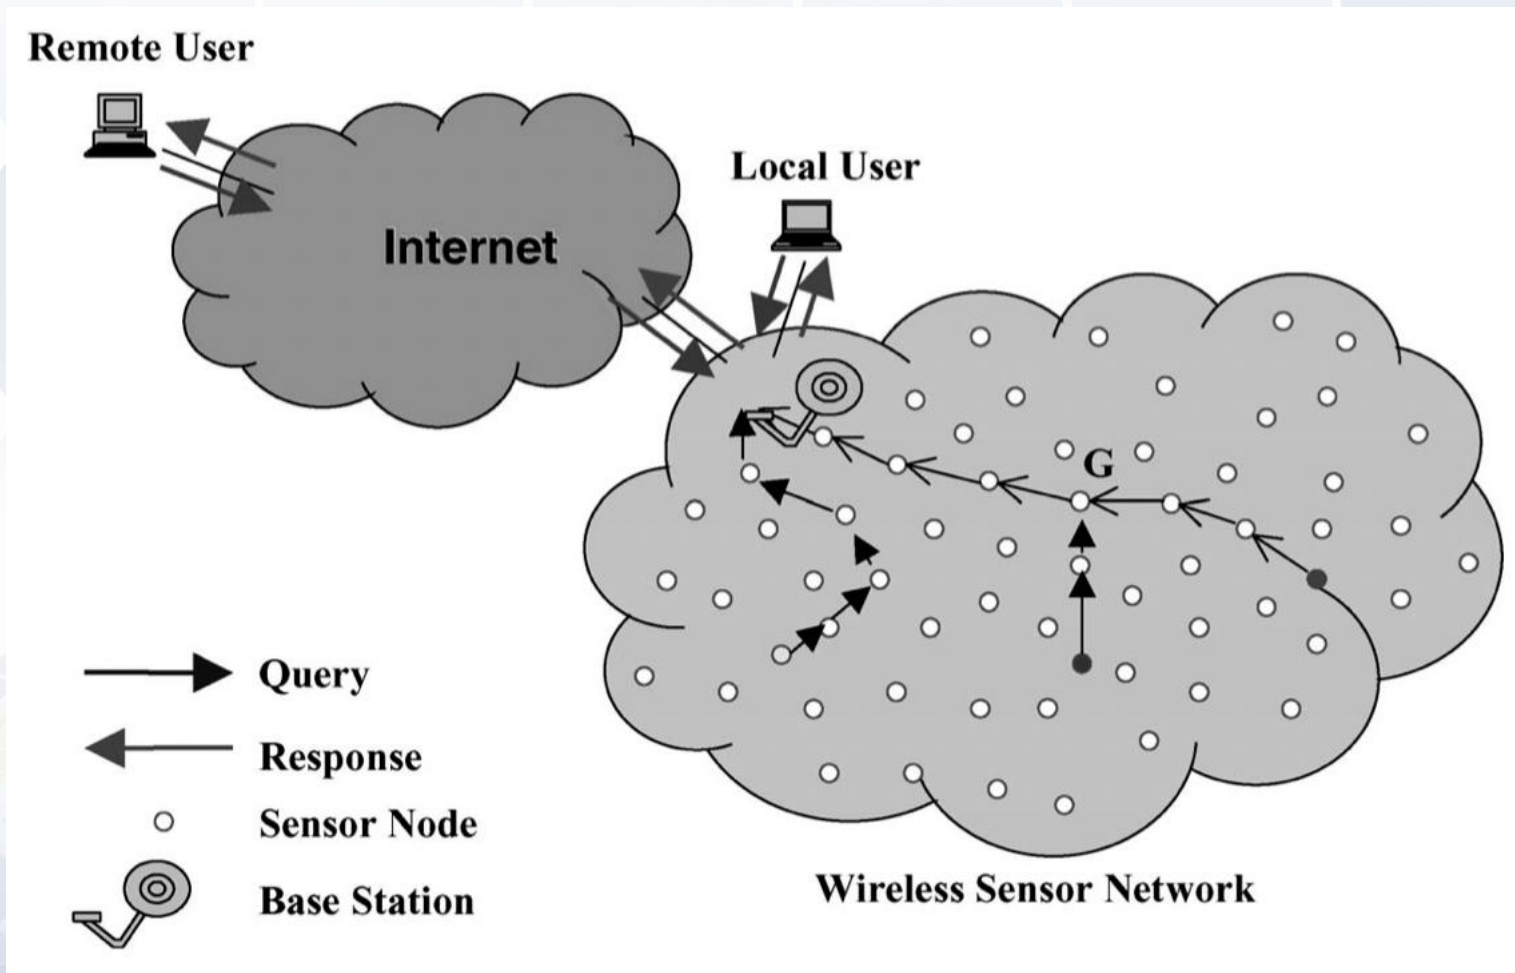 Remote User
Local User
Internet
G
Query
Response
Sensor Node
Base Station
Wireless Sensor Network